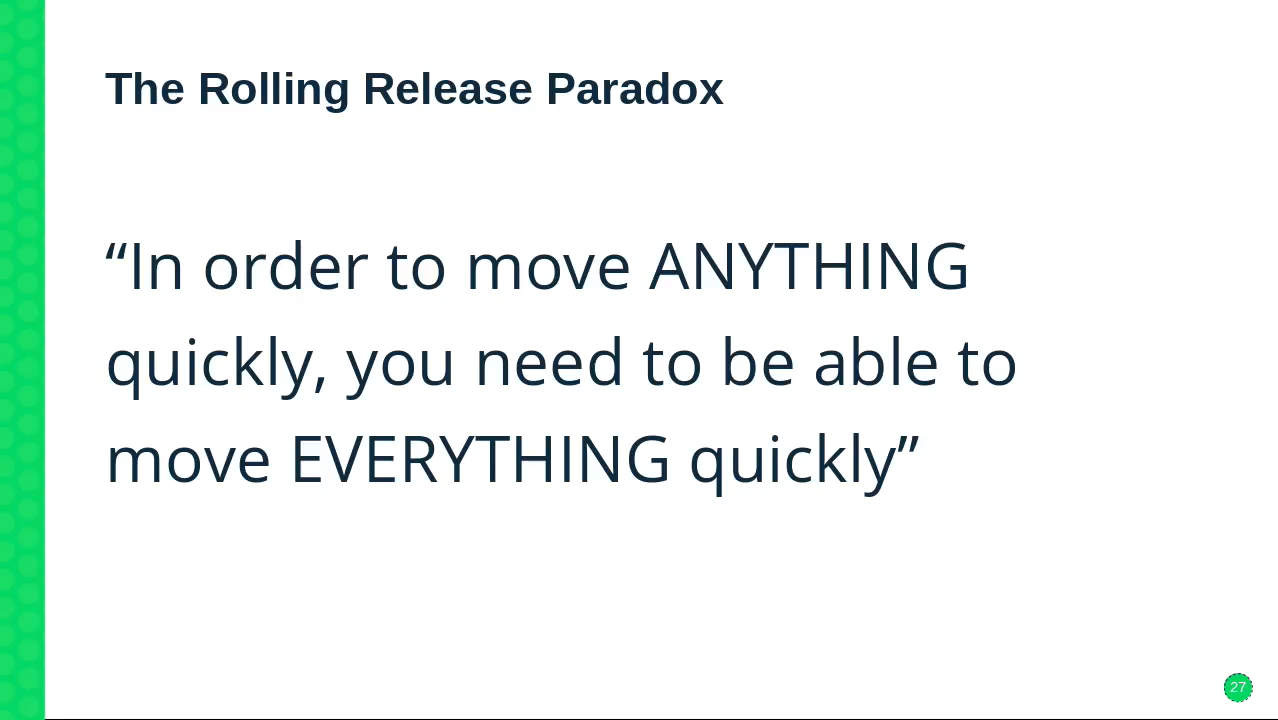 The Rolling Release Paradox
“In order to move ANYTHING
quickly, you need to be able to
move EVERYTHING quickly”
27